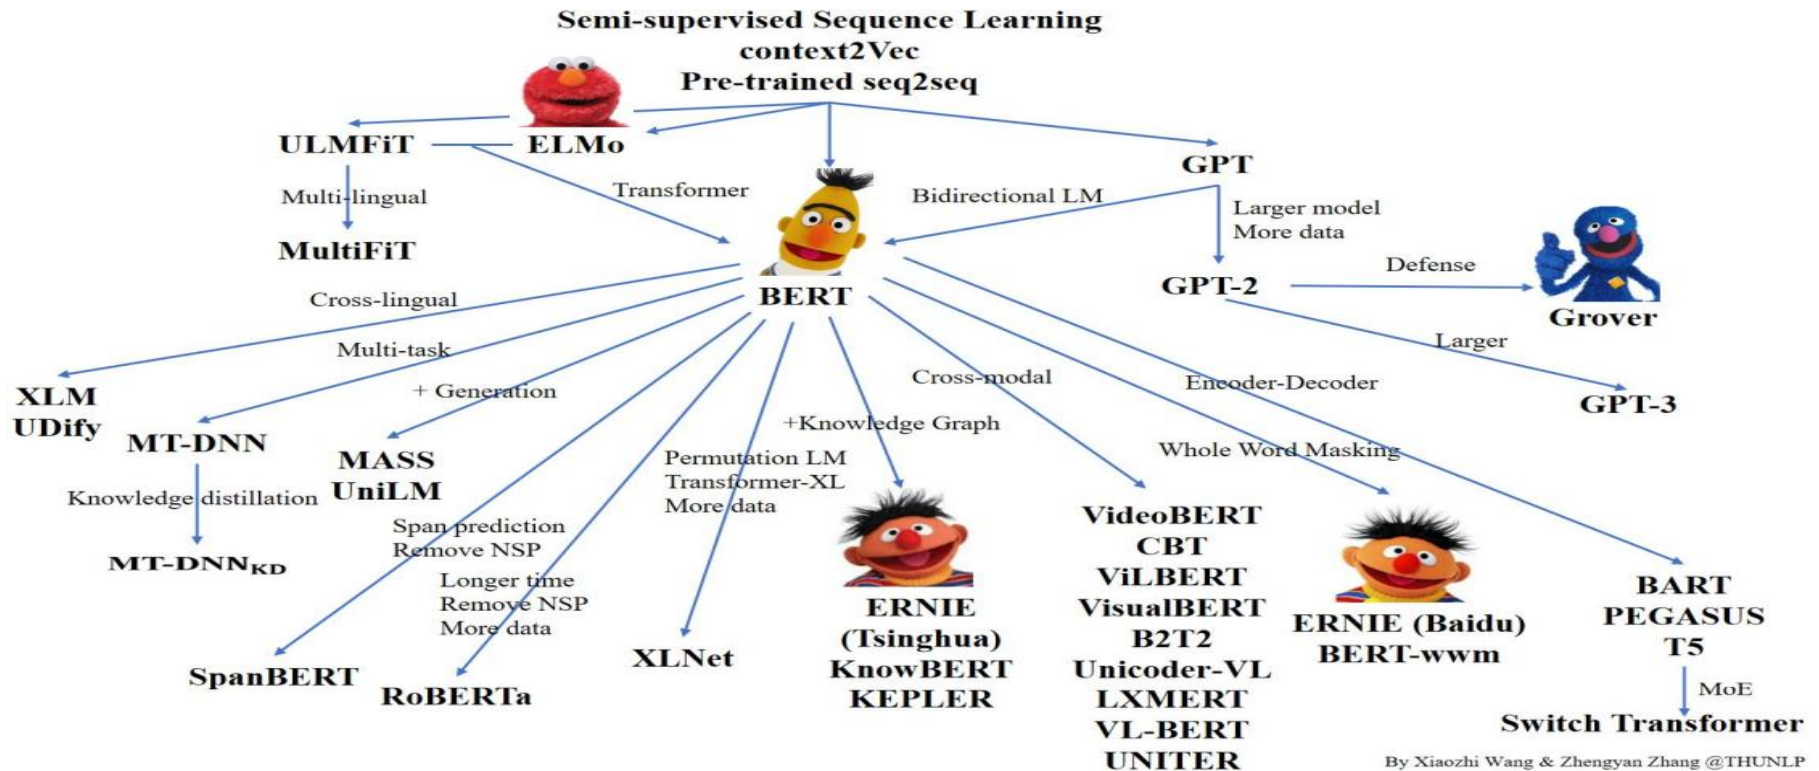 Semi-supervised Sequence Learning
context2Vec
Pre-trained seq2seq
ULMFiT
ELMo
GPT
Multi-lingual
Transformer
Bidirectional LM
Larger model
More data
MultiFiT
Defense
Cross-lingual
BERT
GPT-2
Grover
Multi-task
Larger
+ Generation
Cross-modal
Encoder-Decoder
XLM
UDify
GPT-3
MT-DNN
+Knowledge Graph
Whole Word Masking
MASS
UniLM
Permutation LM
Transformer-XL
More data
Knowledge distillation
Span prediction
Remove NSP
MT-DNNKD
Longer time
Remove NSP
More data
VideoBERT
CBT
ViLBERT
VisualBERT
B2T2
Unicoder-VL
LXMERT
VL-BERT
UNITER
ERNIE
(Tsinghua)
KnowBERT
KEPLER
ERNIE (Baidu)
BERT-wwm
BART
PEGASUS
T5
SpanBERT
RoBERTa
XLNet
MoE
Switch Transformer
By Xiaozhi Wang & Zhengyan Zhang @THUNLP